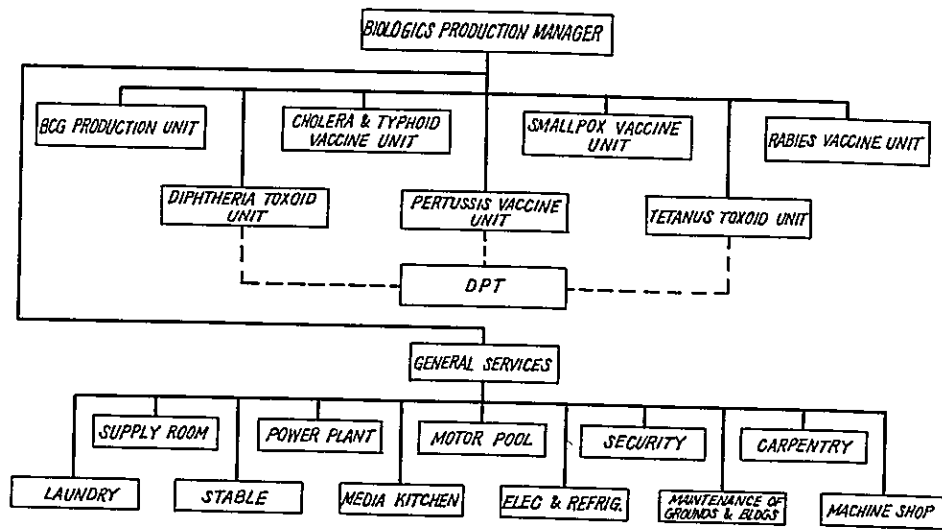 BIOLOGICS PRODUCTION MANAGER
BCG PRODUCTION UNIT
CHOLERA & TYPHOID
VACCINE UNIT
SMALLPOX VACCINE
UNIT
RABIES VACCINE UNIT
DIPHTHERIA TOXOID
UNIT
PERTUSSIS VACCINE
UNIT
TETANUS TOXOID UNIT
DPT
GENERAL SERVICES
SUPPLY ROOM
POWER PLANT
MOTOR POOL
SECURITY
CARPENTRY
LAUNDRY
STABLE
MEDIA KITCHEN
ELEC & REFRIG.
MAINTENANCE OF
GROUNDS & BLDGS
MACHINE SHOP